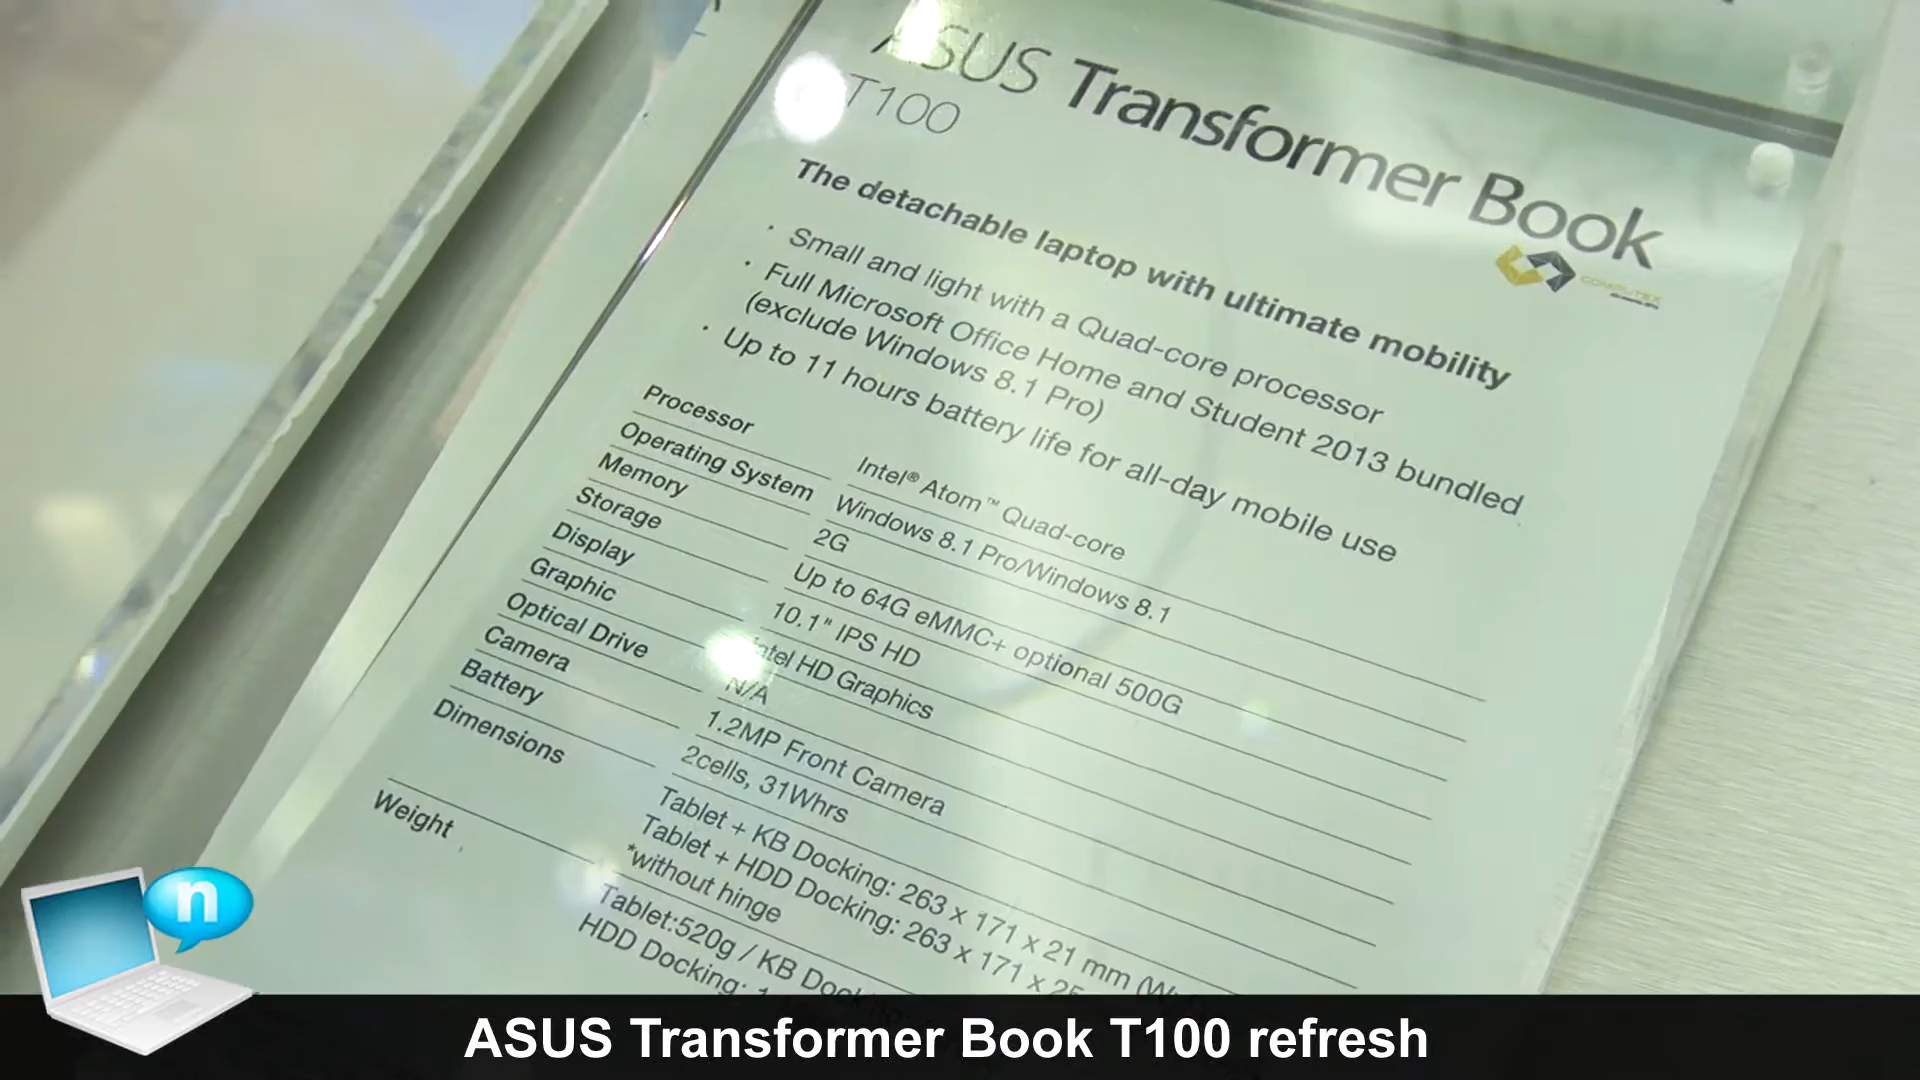 ASUS Transformer Book
T100
COMPUTEX
The detachable laptop with ultimate mobility
· Small and light with a Quad-core processor
· Full Microsoft Office Home and Student 2013 bundled
(exclude Windows 8.1 Pro)
· Up to 11 hours battery life for all-day mobile use
Processor Intel® Atom™ Quad-core
Operating System Windows 8.1 Pro/Windows 8.1
Memory 2G
Storage Up to 64G eMMC+ optional 500G
Display 10.1" IPS HD
Graphic Intel HD Graphics
Optical Drive N/A
Camera 1.2MP Front Camera
Battery 2cells, 31Whrs
Dimensions Tablet + KB Docking: 263 x 171 x 21 mm
Tablet + HDD Docking: 263 x 171 x
*without hinge
Weight Tablet:520g / KB
HDD Docking:
n
ASUS Transformer Book T100 refresh